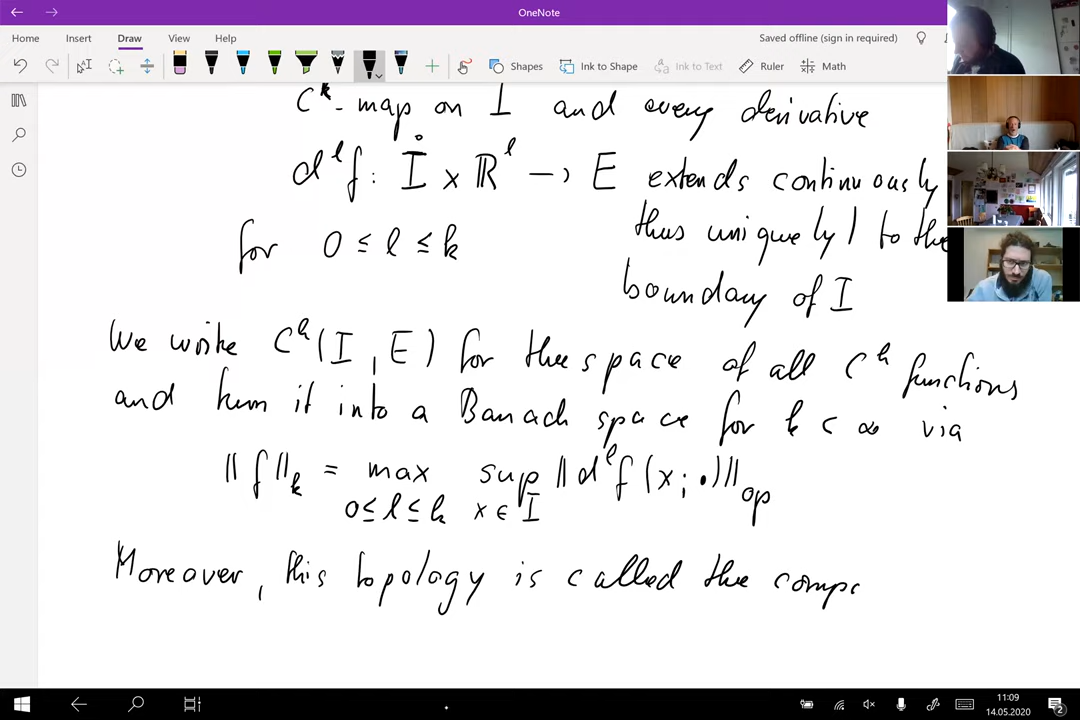 OneNote
Home Insert Draw View Help
Saved offline (sign in required)
Shapes Ink to Shape Ink to Text Ruler Math
C^k-map on I and every derivative
d^l f : I̊ × ℝ^l → E extends continuously
for 0 ≤ l ≤ k thus uniquely) to the
boundary of I
We write C^k(I, E) for the space of all C^k functions
and turn it into a Banach space for k < ∞ via
‖f‖_k = max sup ‖d^l f(x; •)‖_op
0≤l≤k x ∈ I
Moreover, this topology is called the compa
11:09
14.05.2020
2